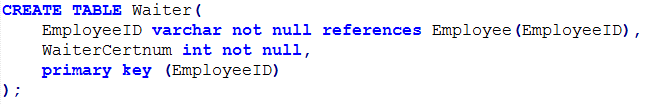 CREATE TABLE Waiter(
    EmployeeID varchar not null references Employee(EmployeeID),
    WaiterCertnum int not null,
    primary key (EmployeeID)
);